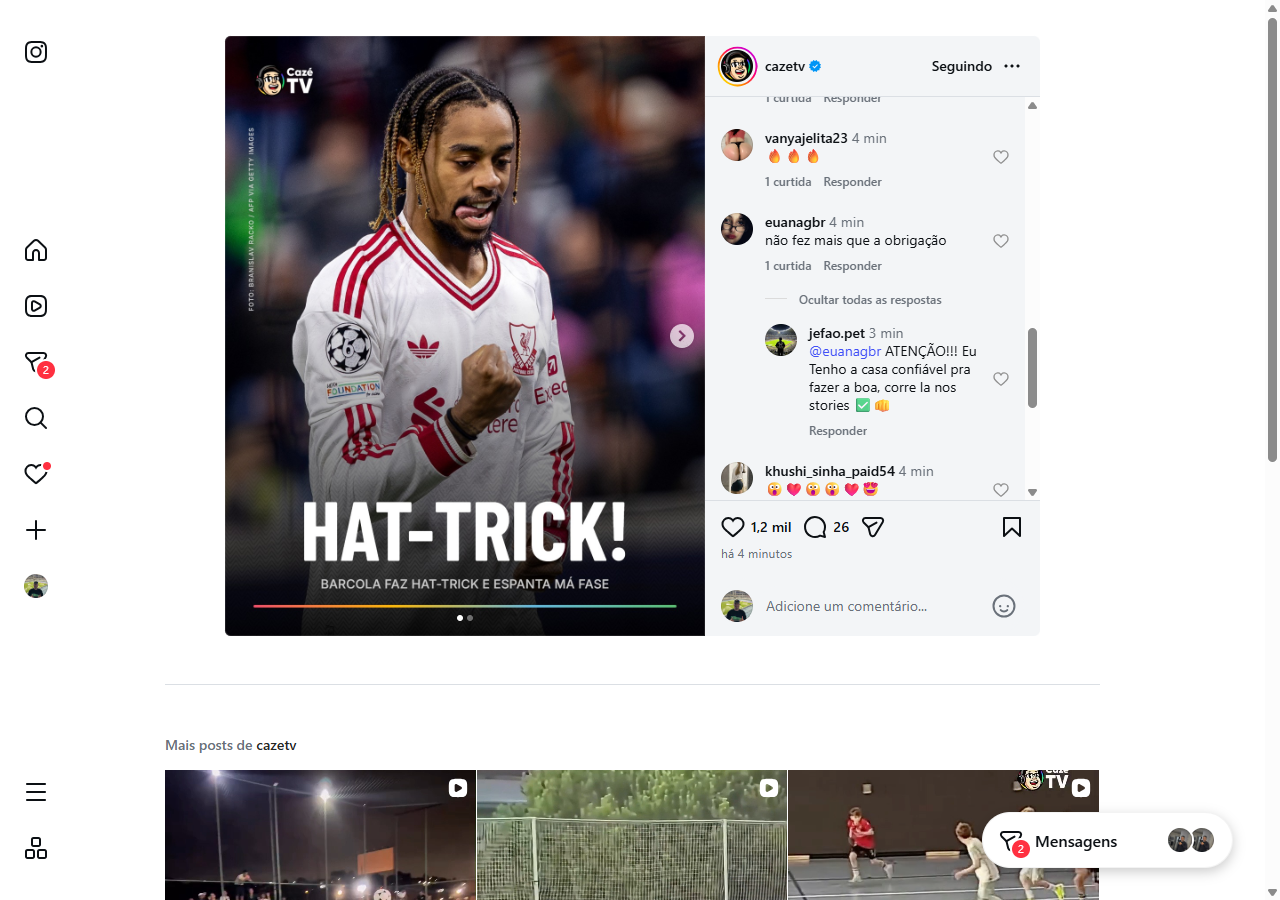 Cazé
TV
FOTO: BRANISLAV RACKO / AFP VIA GETTY IMAGES
UEFA
FOUNDATION
HAT-TRICK!
BARCOLA FAZ HAT-TRICK E ESPANTA MÁ FASE
cazetv
Seguindo
1 curtida Responder
vanyajelita23 4 min
🔥 🔥 🔥
1 curtida Responder
euanagbr 4 min
não fez mais que a obrigação
1 curtida Responder
Ocultar todas as respostas
jefao.pet 3 min
@euanagbr ATENÇÃO!!! Eu
Tenho a casa confiável pra
fazer a boa, corre la nos
stories ✅ 👊
Responder
khushi_sinha_paid54 4 min
1,2 mil 26
há 4 minutos
Adicione um comentário...
2
Mais posts de cazetv
Cazé
TV
2
Mensagens